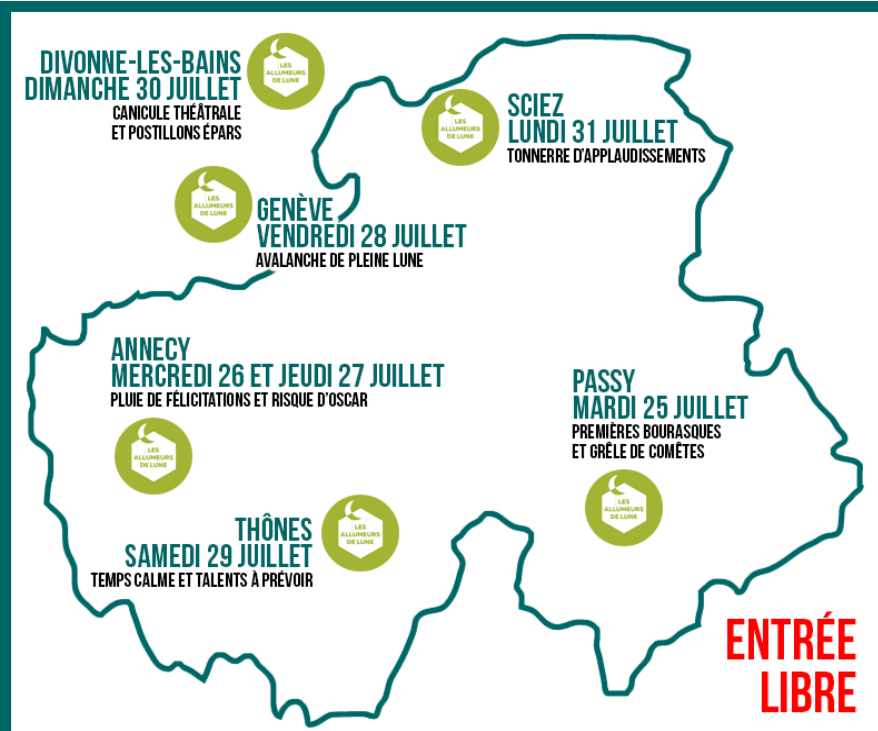 DIVONNE-LES-BAINS
DIMANCHE 30 JUILLET
CANICULE THÉÂTRALE
ET POSTILLONS ÉPARS
LES
ALLUMEURS
DE LUNE
LES
ALLUMEURS
DE LUNE
SCIEZ
LUNDI 31 JUILLET
TONNERRE D'APPLAUDISSEMENTS
LES
ALLUMEURS
DE LUNE
GENÈVE
VENDREDI 28 JUILLET
AVALANCHE DE PLEINE LUNE
ANNECY
MERCREDI 26 ET JEUDI 27 JUILLET
PLUIE DE FÉLICITATIONS ET RISQUE D'OSCAR
LES
ALLUMEURS
DE LUNE
PASSY
MARDI 25 JUILLET
PREMIÈRES BOURASQUES
ET GRÊLE DE COMÊTES
LES
ALLUMEURS
DE LUNE
THÔNES
SAMEDI 29 JUILLET
TEMPS CALME ET TALENTS À PRÉVOIR
LES
ALLUMEURS
DE LUNE
ENTRÉE
LIBRE